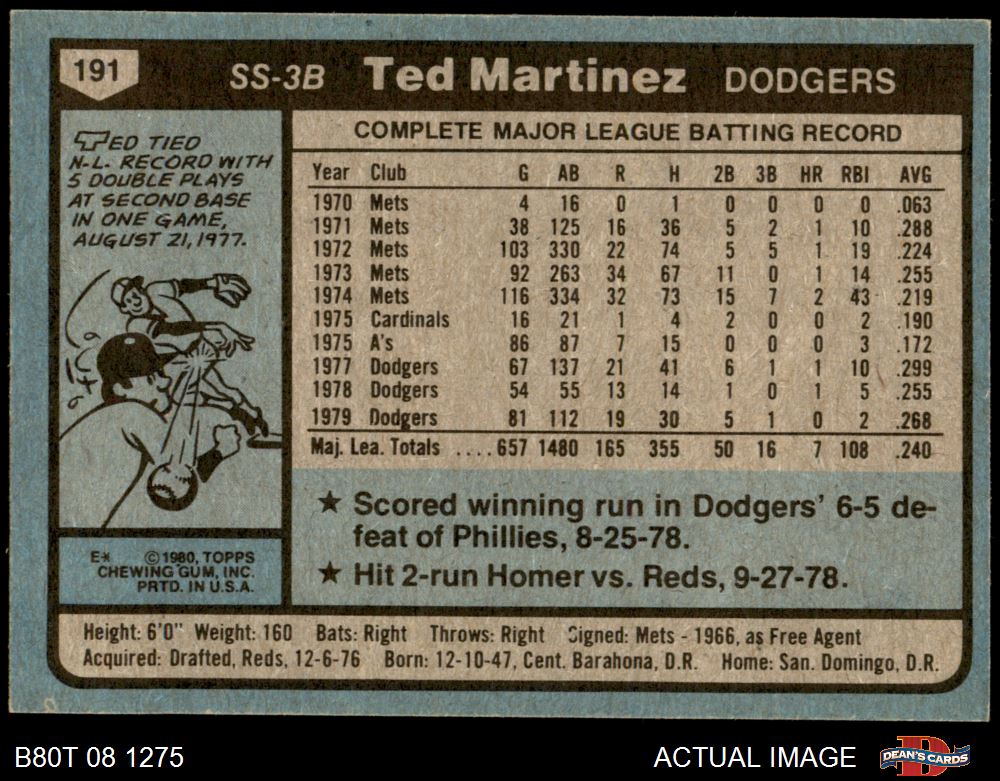 191 SS-3B Ted Martinez DODGERS
TED TIED
N.L. RECORD WITH
5 DOUBLE PLAYS
AT SECOND BASE
IN ONE GAME,
AUGUST 21, 1977.
E* ©1980, TOPPS
CHEWING GUM, INC.
PRTD. IN U.S.A.
COMPLETE MAJOR LEAGUE BATTING RECORD
Year Club G AB R H 2B 3B HR RBI AVG
1970 Mets 4 16 0 1 0 0 0 0 .063
1971 Mets 38 125 16 36 5 2 1 10 .288
1972 Mets 103 330 22 74 5 5 1 19 .224
1973 Mets 92 263 34 67 11 0 1 14 .255
1974 Mets 116 334 32 73 15 7 2 43 .219
1975 Cardinals 16 21 1 4 2 0 0 2 .190
1975 A's 86 87 7 15 0 0 0 3 .172
1977 Dodgers 67 137 21 41 6 1 1 10 .299
1978 Dodgers 54 55 13 14 1 0 1 5 .255
1979 Dodgers 81 112 19 30 5 1 0 2 .268
Maj. Lea. Totals ....657 1480 165 355 50 16 7 108 .240
★ Scored winning run in Dodgers' 6-5 de-
feat of Phillies, 8-25-78.
★ Hit 2-run Homer vs. Reds, 9-27-78.
Height: 6'0" Weight: 160 Bats: Right Throws: Right Signed: Mets - 1966, as Free Agent
Acquired: Drafted, Reds, 12-6-76 Born: 12-10-47, Cent. Barahona, D.R. Home: San. Domingo, D.R.
B80T 08 1275 ACTUAL IMAGE DEAN'S CARDS